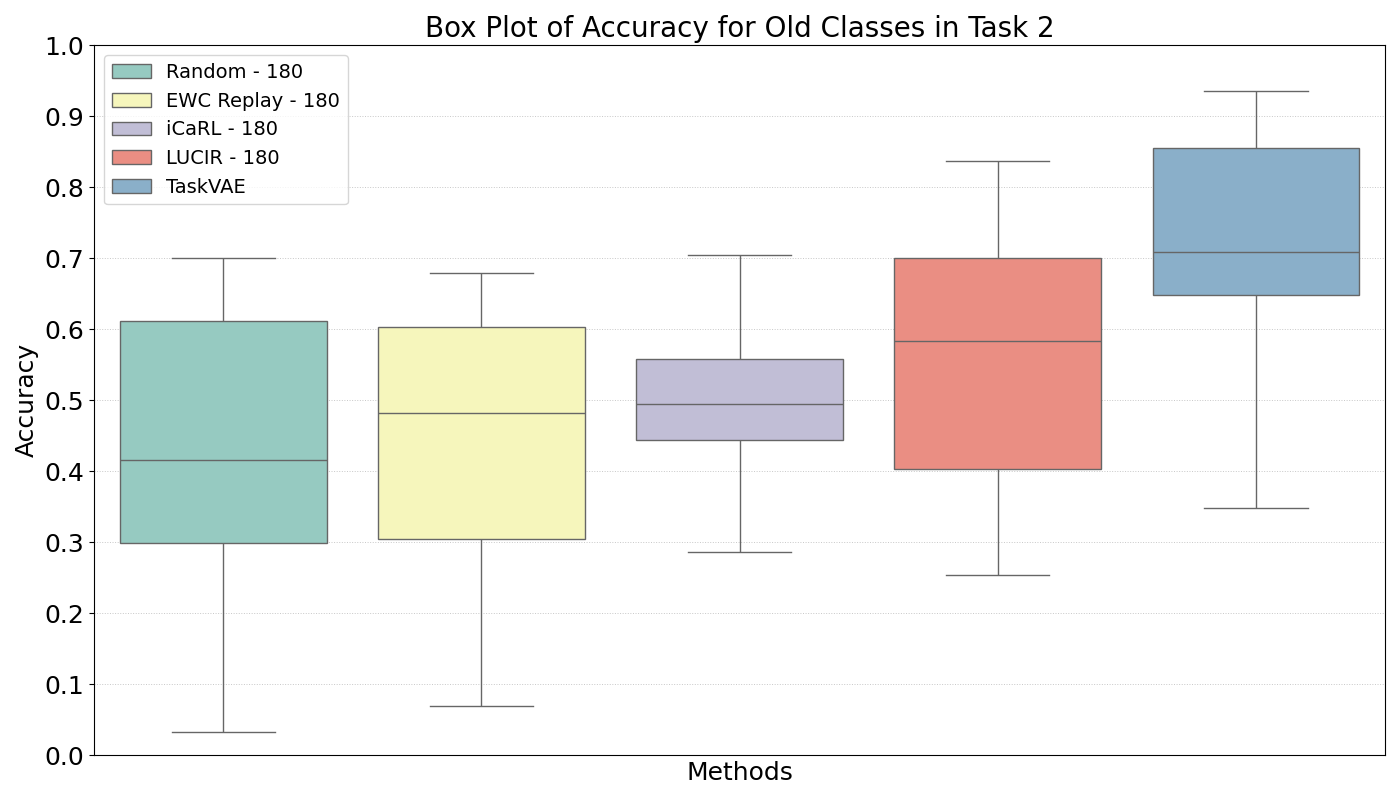 Box Plot of Accuracy for Old Classes in Task 2
1.0
0.9
0.8
0.7
0.6
0.5
0.4
0.3
0.2
0.1
0.0
Accuracy
Random - 180
EWC Replay - 180
iCaRL - 180
LUCIR - 180
TaskVAE
Methods